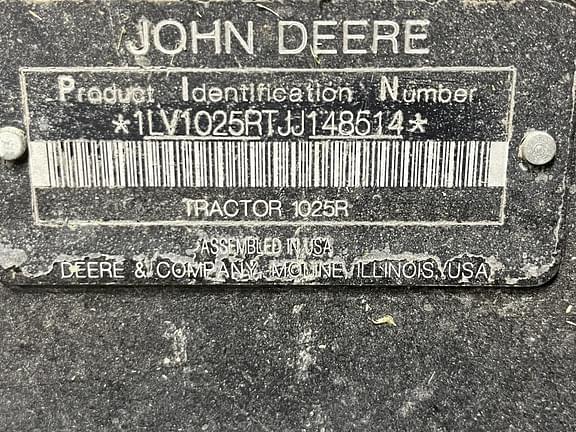 JOHN DEERE
Product Identification Number
*1LV1025RTJJ148514*
TRACTOR 1025R
ASSEMBLED IN USA
DEERE & COMPANY, MOLINE, ILLINOIS, USA